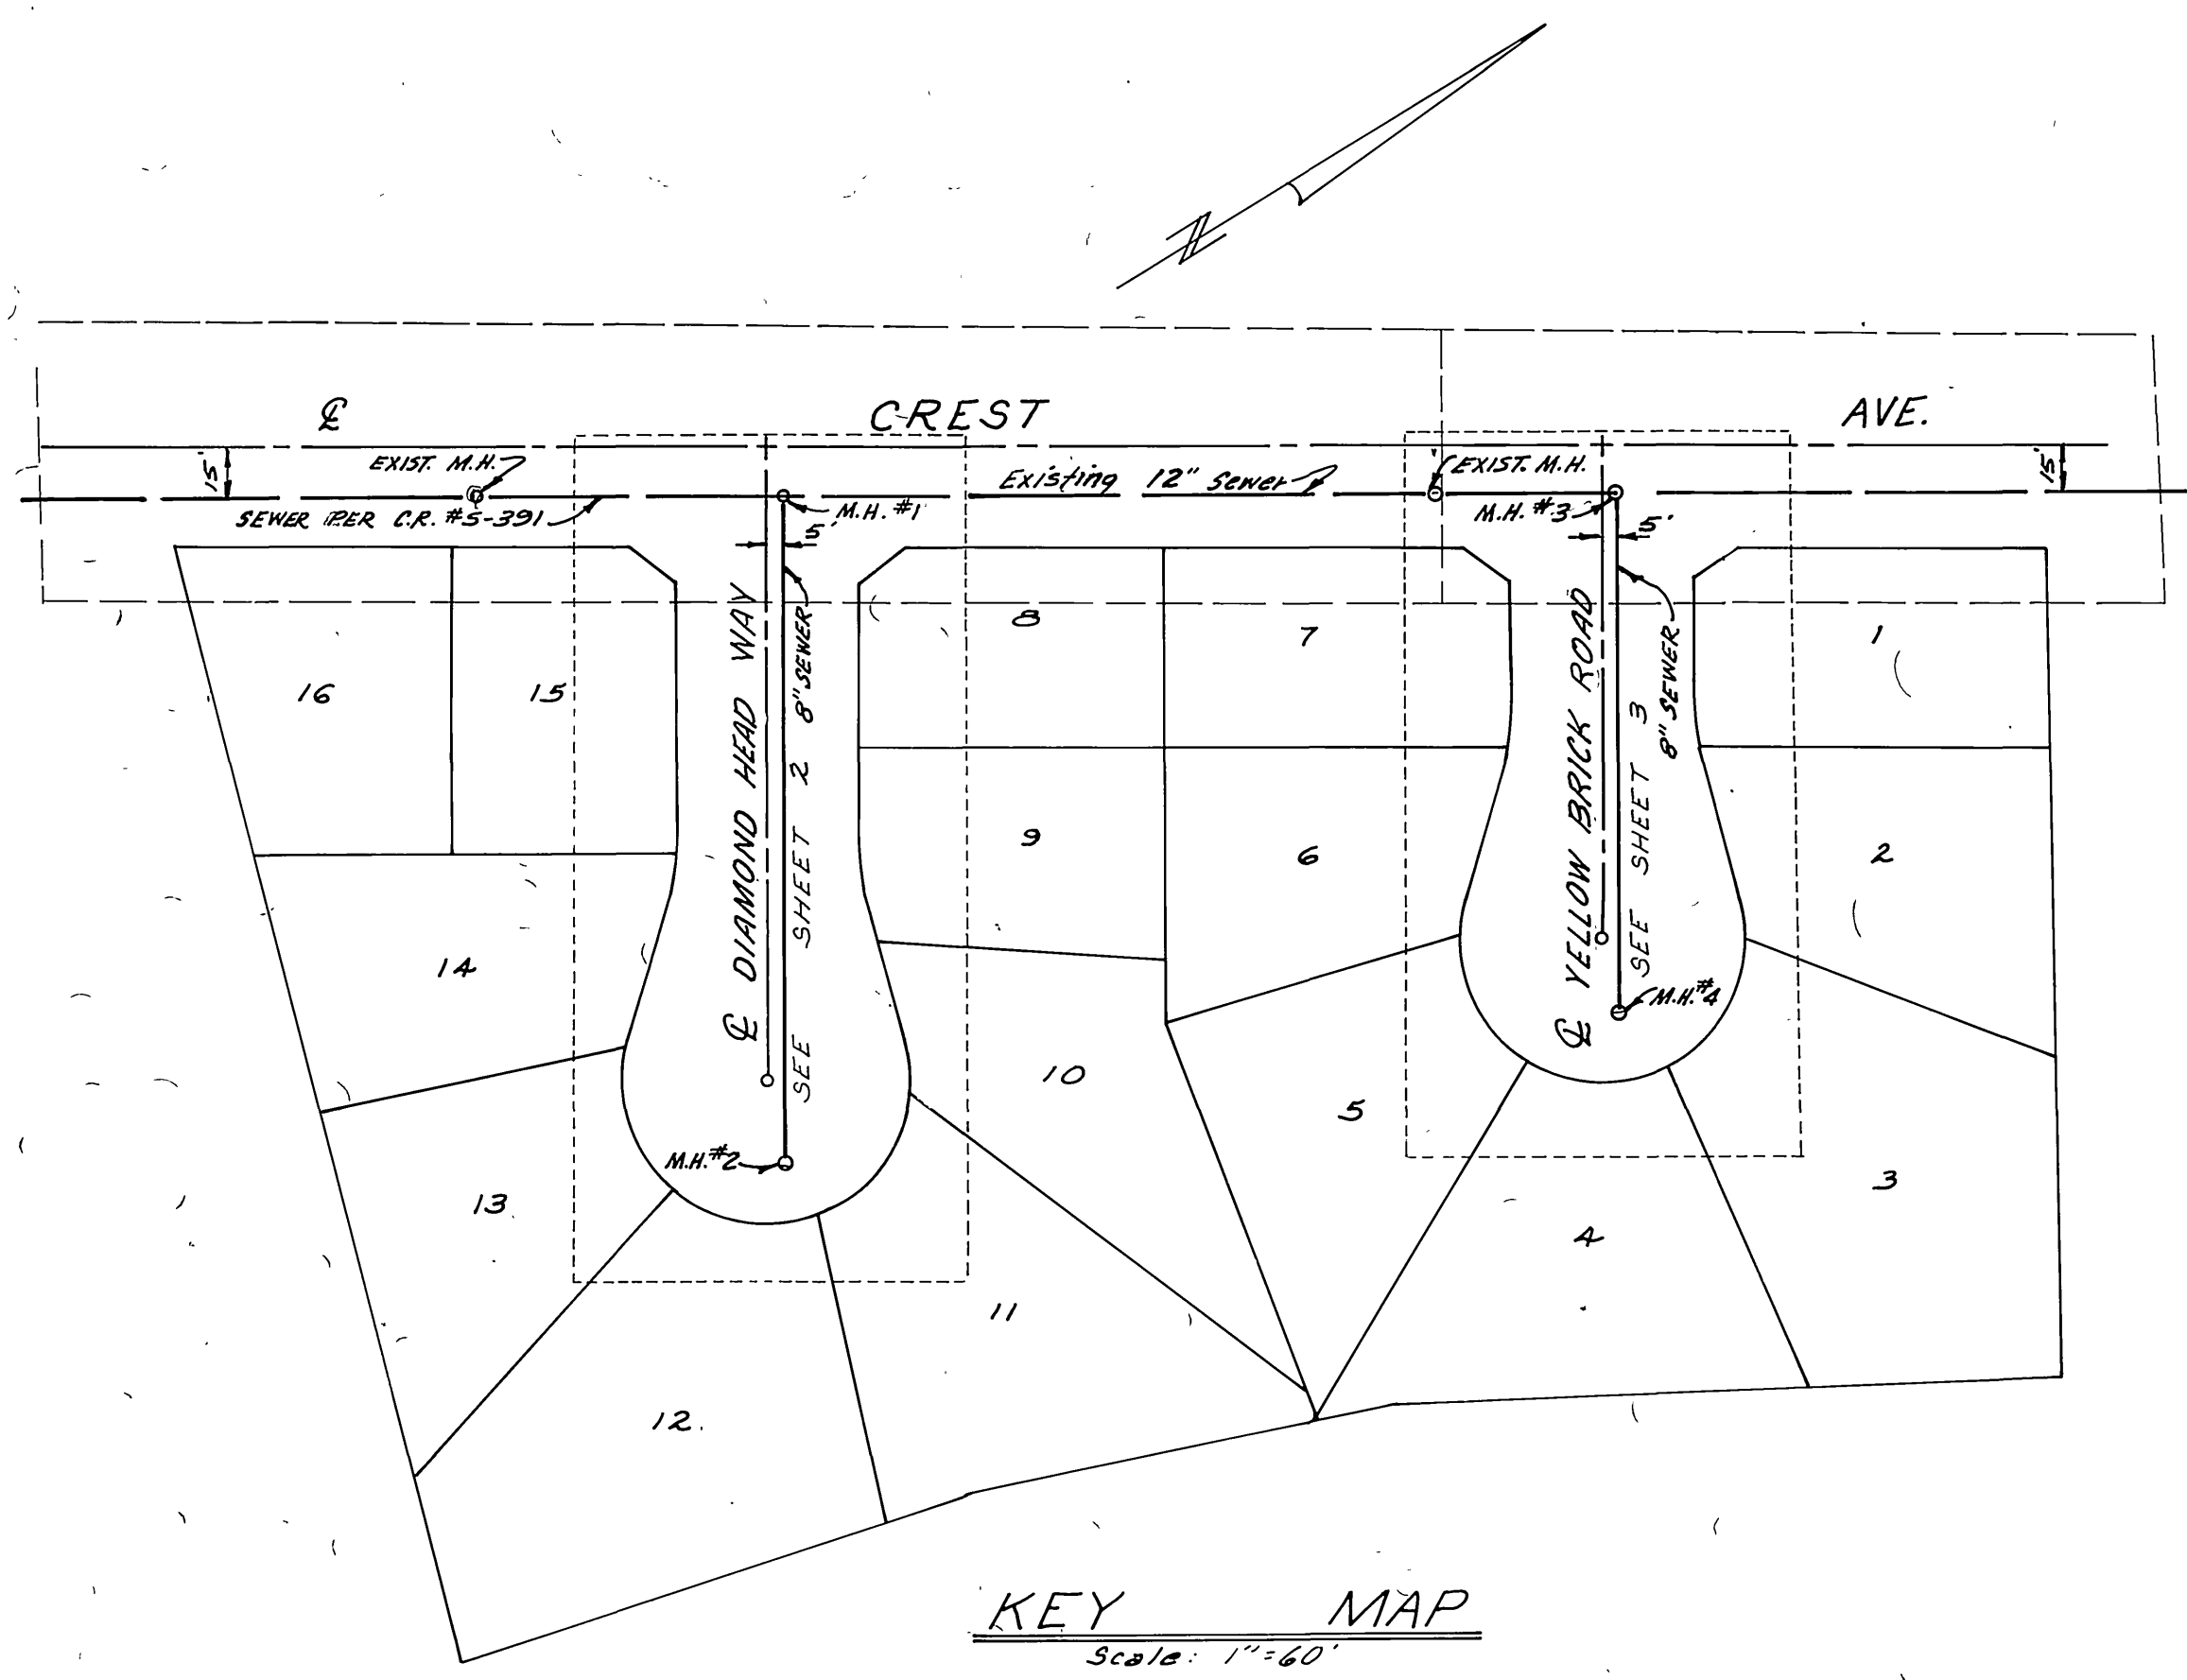 N
℄ CREST AVE.
15'
EXIST. M.H.
SEWER PER C.R. #5-391
M.H. #1
Existing 12" Sewer
EXIST. M.H.
M.H. #3
15'
5'
5'
℄ DIAMOND HEAD WAY
8" SEWER
SEE SHEET 2
M.H. #2
℄ YELLOW BRICK ROAD
8" SEWER
SEE SHEET 3
M.H. #4
16
15
8
7
1
14
9
6
2
13
10
5
3
12
11
4
KEY MAP
Scale: 1"=60'